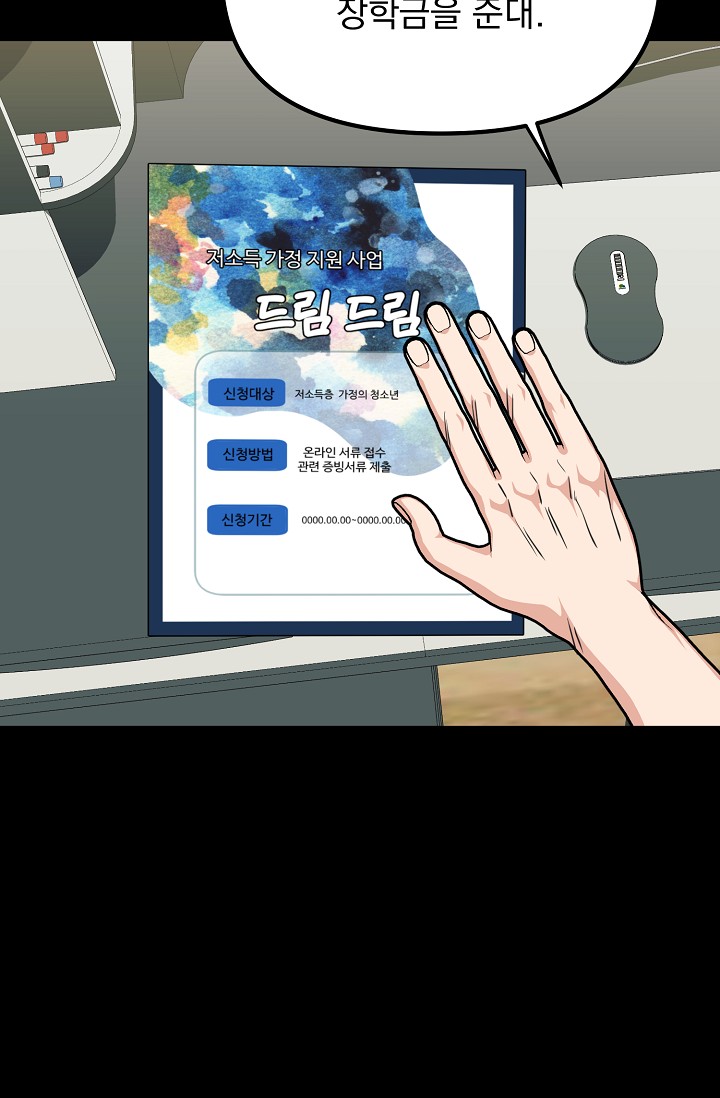 장학금을 준대.
저소득 가정 지원 사업
드림 드림
신청대상 저소득층 가정의 청소년
신청방법 온라인 서류 접수
관련 증빙서류 제출
신청기간 0000.00.00~0000.00.00